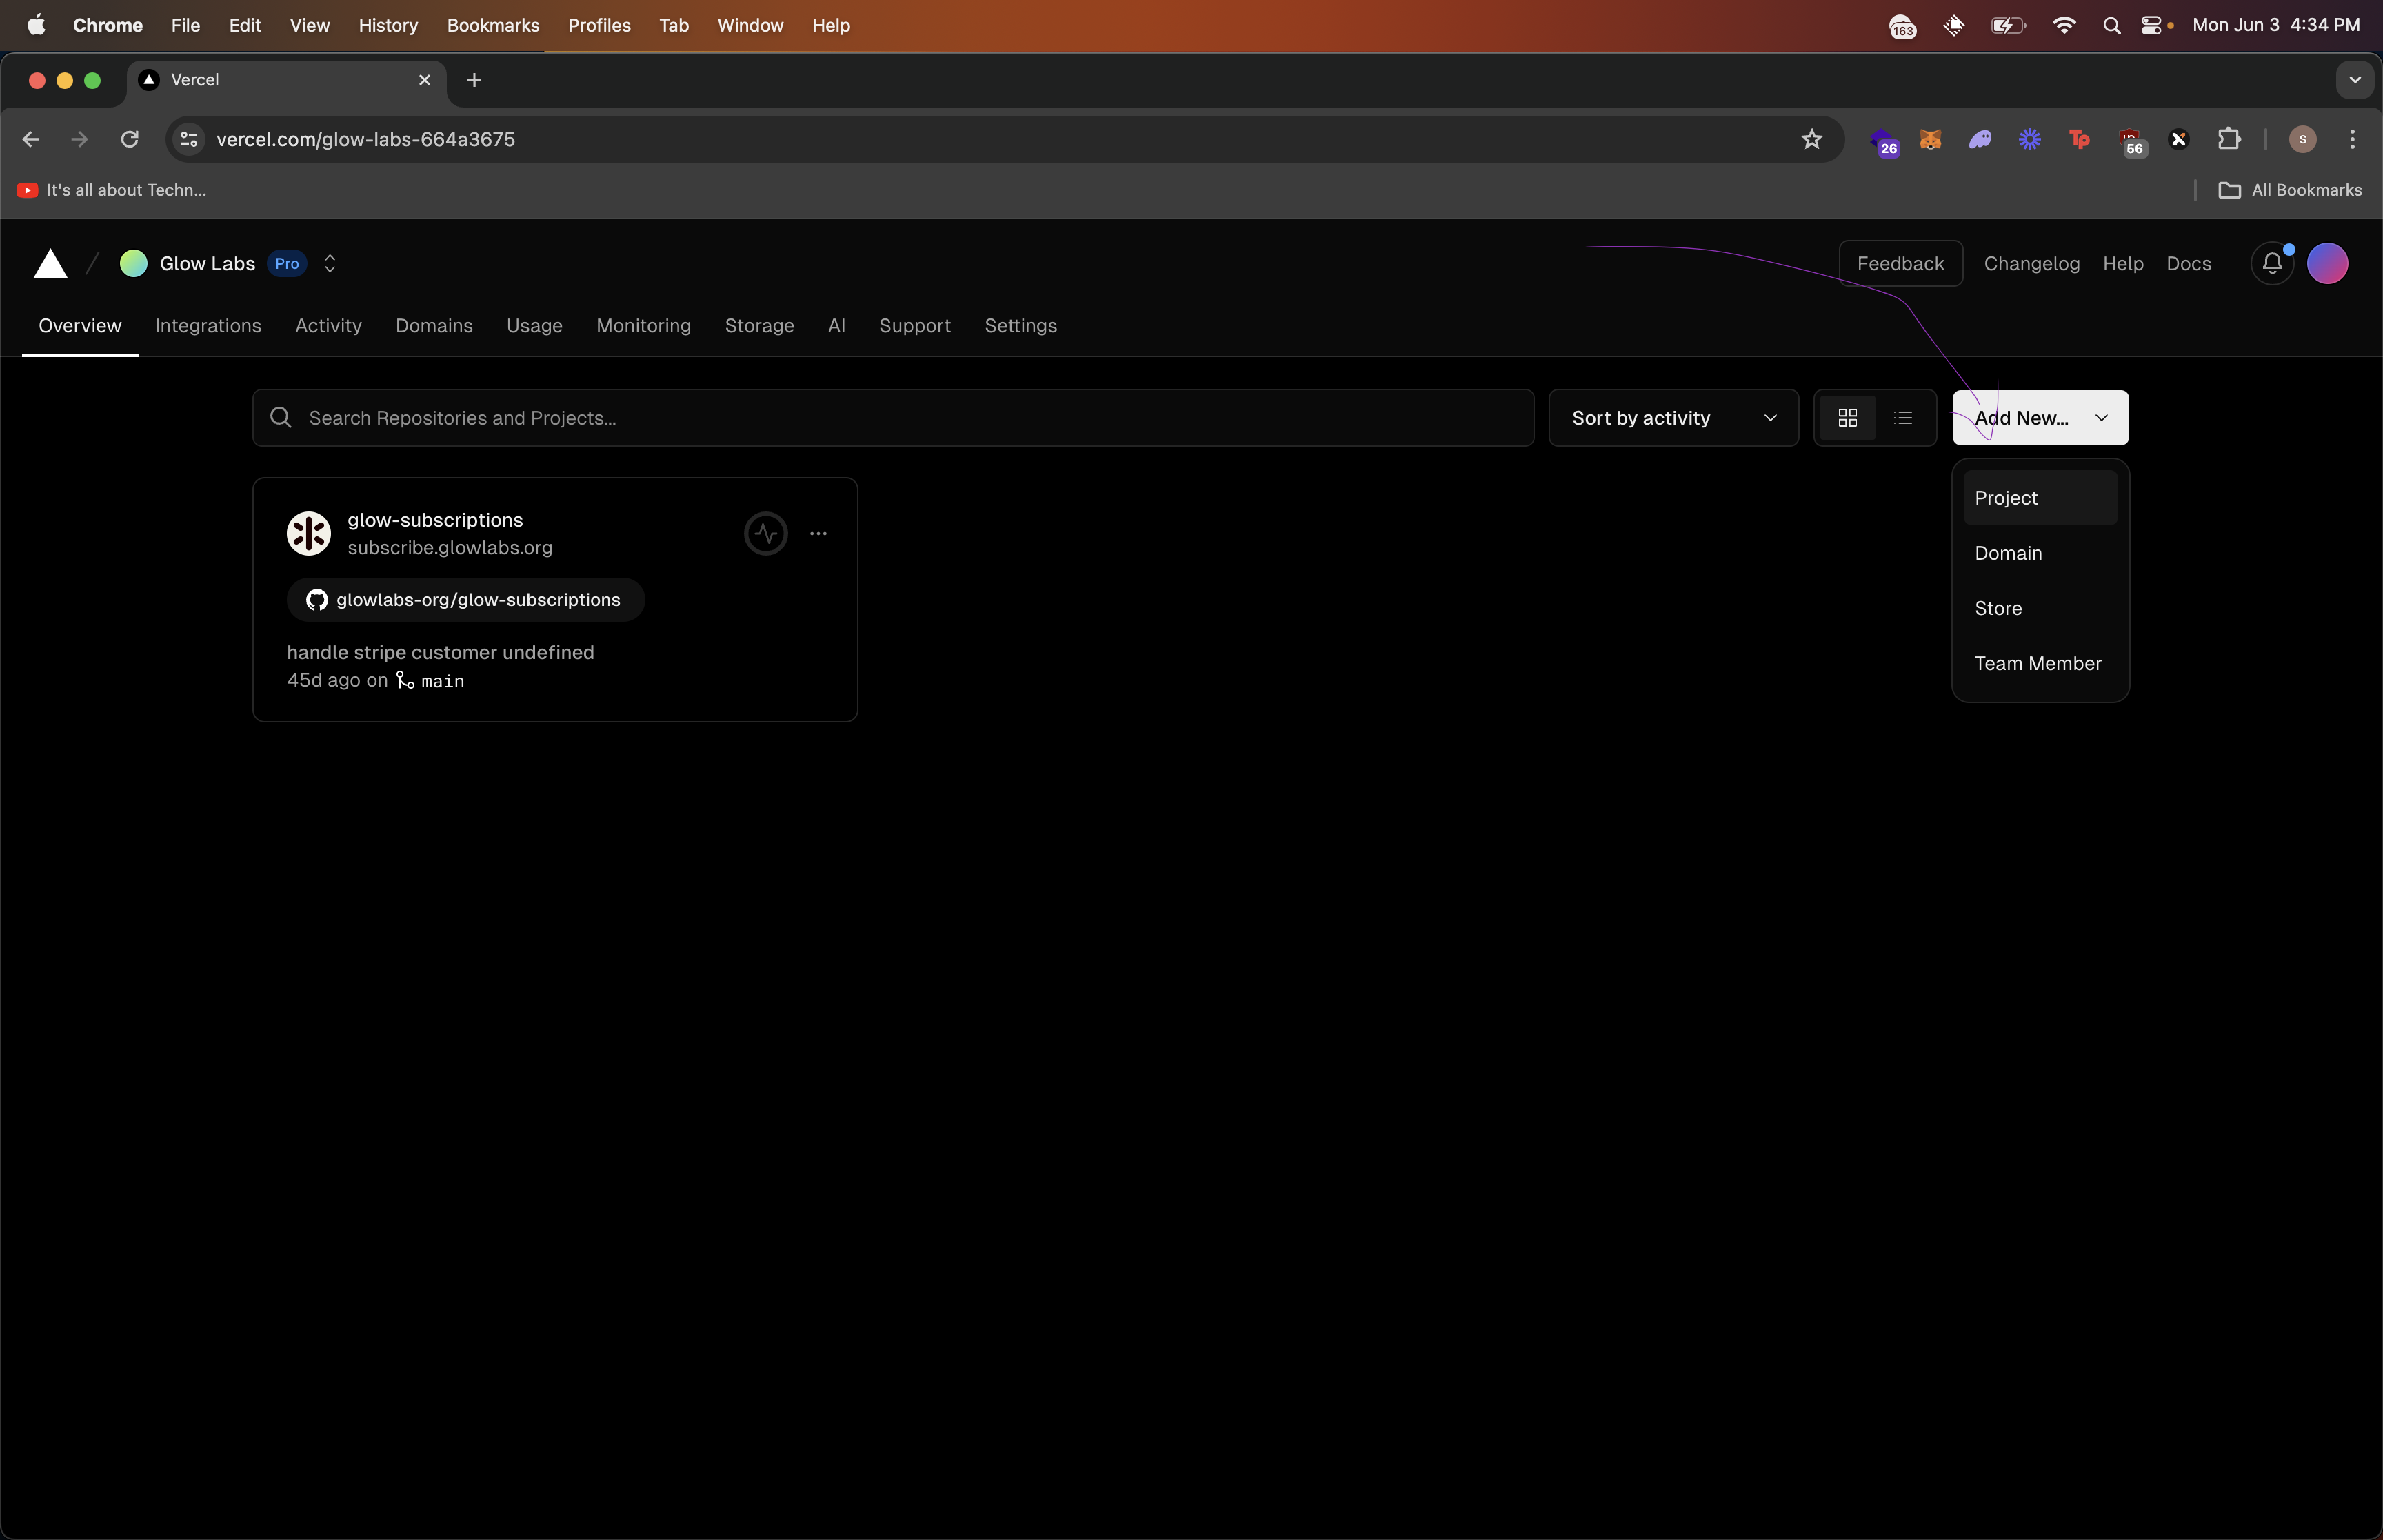 Chrome File Edit View History Bookmarks Profiles Tab Window Help 163 Mon Jun 3 4:34 PM
Vercel
vercel.com/glow-labs-664a3675 26 Tp 56 S
It's all about Techn... All Bookmarks
Glow Labs Pro Feedback Changelog Help Docs
Overview Integrations Activity Domains Usage Monitoring Storage AI Support Settings
Search Repositories and Projects... Sort by activity Add New...
Project
Domain
Store
Team Member
glow-subscriptions
subscribe.glowlabs.org
glowlabs-org/glow-subscriptions
handle stripe customer undefined
45d ago on main